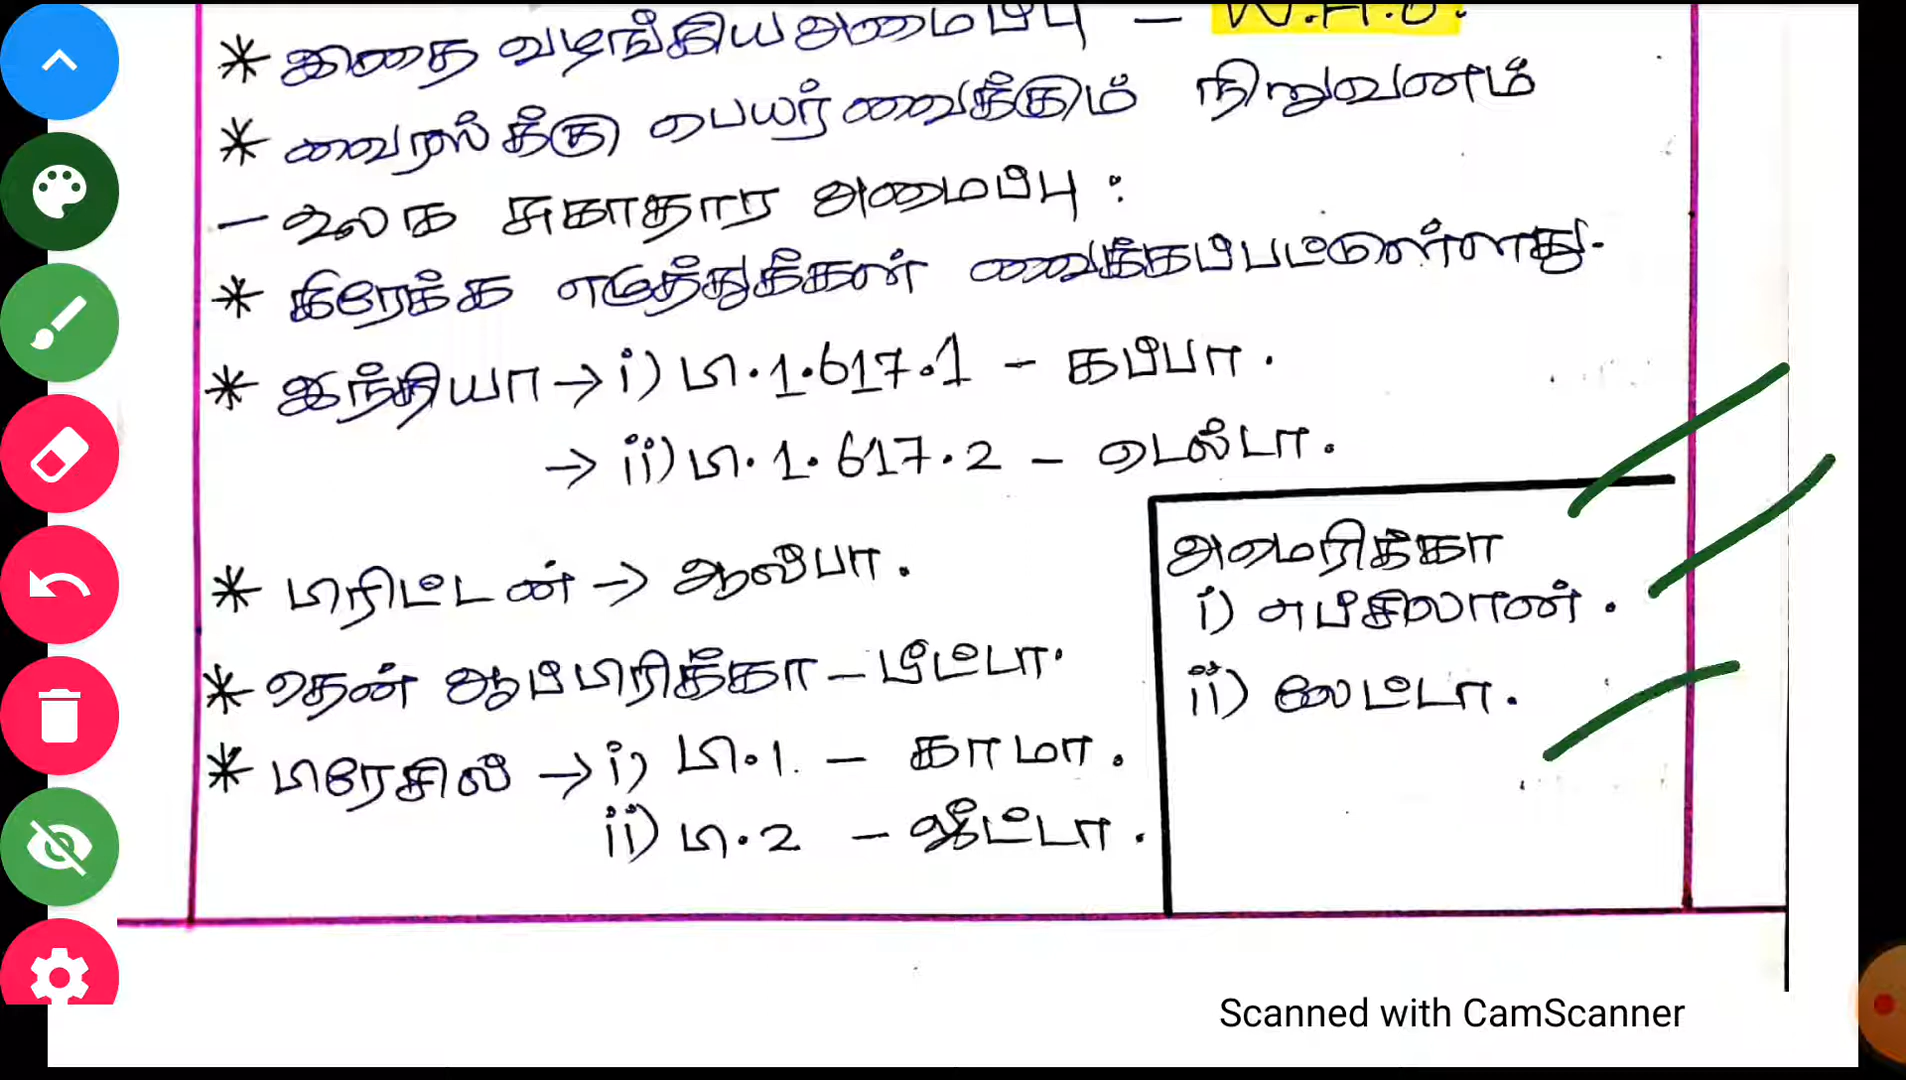 * இதை வழங்கிய அமைப்பு - W.H.O.
* வைரஸ்க்கு பெயர் வைக்கும் நிறுவனம்
- உலக சுகாதார அமைப்பு :
* கிரேக்க எழுத்துக்கள் வைக்கப்பட்டுள்ளது.
* இந்தியா → i) பி.1.617.1 - கப்பா.
→ ii) பி.1.617.2 - டெல்டா.
* பிரிட்டன் → ஆல்பா.
* தென் ஆப்பிரிக்கா - பீட்டா.
* பிரேசில் → i) பி.1. - காமா.
ii) பி.2 - ஜீட்டா.
அமெரிக்கா
i) எப்சிலான்.
ii) லேட்டா.
Scanned with CamScanner